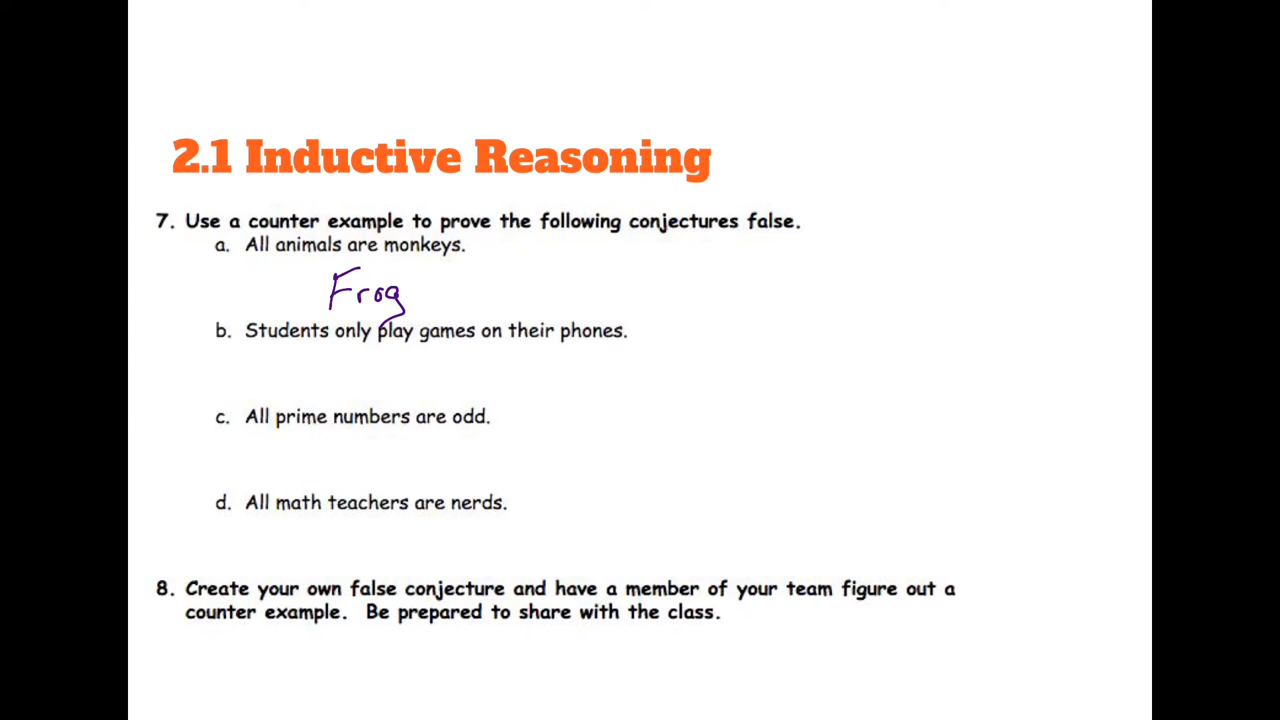 2.1 Inductive Reasoning
7. Use a counter example to prove the following conjectures false.
a. All animals are monkeys.
Frog
b. Students only play games on their phones.
c. All prime numbers are odd.
d. All math teachers are nerds.
8. Create your own false conjecture and have a member of your team figure out a
counter example. Be prepared to share with the class.